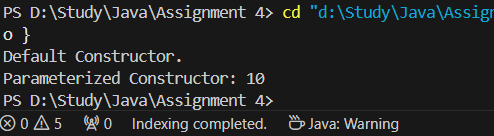 PS D:\Study\Java\Assignment 4> cd "d:\Study\Java\Assign
o }
Default Constructor.
Parameterized Constructor: 10
PS D:\Study\Java\Assignment 4>
0 5 0 Indexing completed. Java: Warning